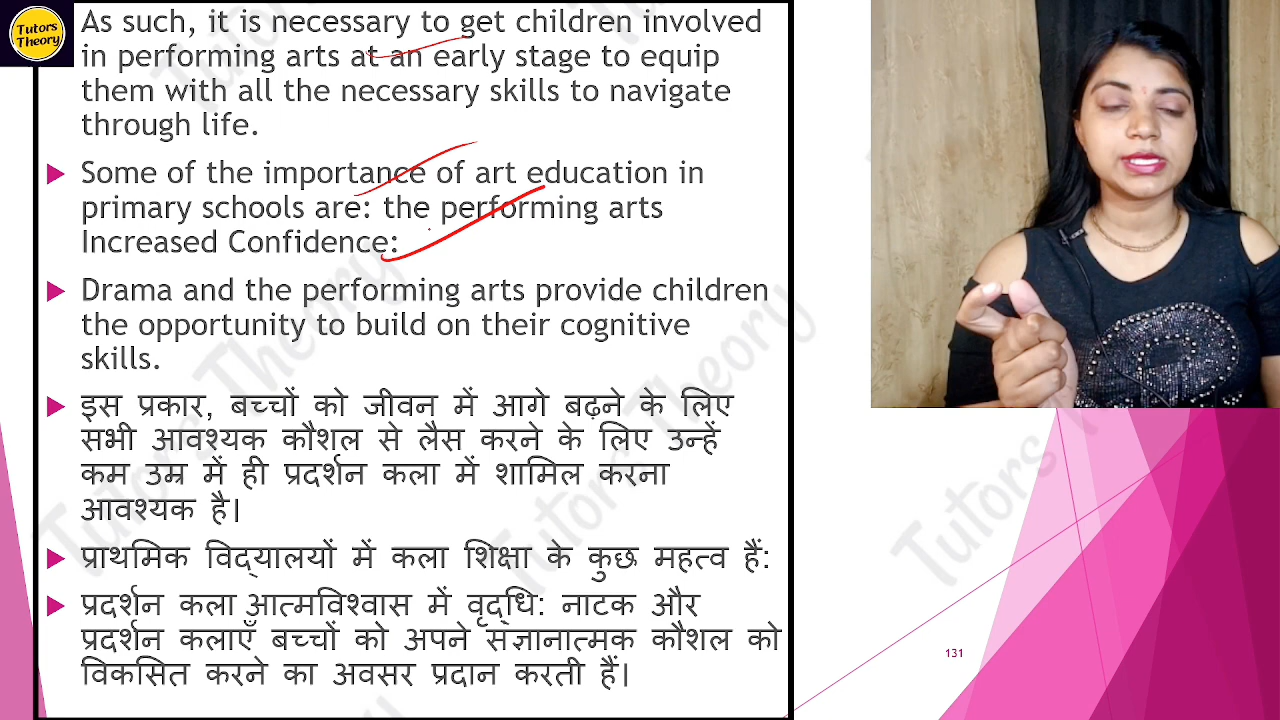 Tutors
Theory
As such, it is necessary to get children involved
in performing arts at an early stage to equip
them with all the necessary skills to navigate
through life.
Some of the importance of art education in
primary schools are: the performing arts
Increased Confidence:
Drama and the performing arts provide children
the opportunity to build on their cognitive
skills.
इस प्रकार, बच्चों को जीवन में आगे बढ़ने के लिए
सभी आवश्यक कौशल से लैस करने के लिए उन्हें
कम उम्र में ही प्रदर्शन कला में शामिल करना
आवश्यक है।
प्राथमिक विद्यालयों में कला शिक्षा के कुछ महत्व हैं:
प्रदर्शन कला आत्मविश्वास में वृद्धि: नाटक और
प्रदर्शन कलाएँ बच्चों को अपने संज्ञानात्मक कौशल को
विकसित करने का अवसर प्रदान करती हैं।
131